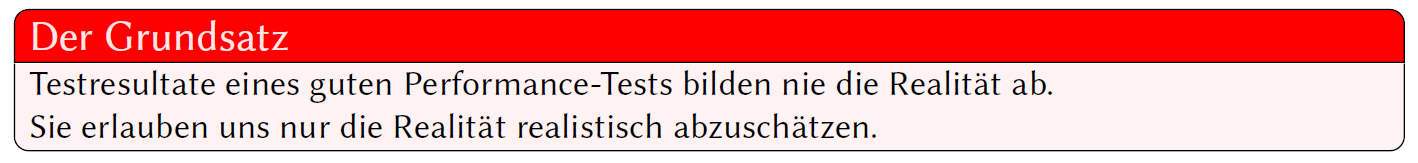 Der Grundsatz
Testresultate eines guten Performance-Tests bilden nie die Realität ab.
Sie erlauben uns nur die Realität realistisch abzuschätzen.